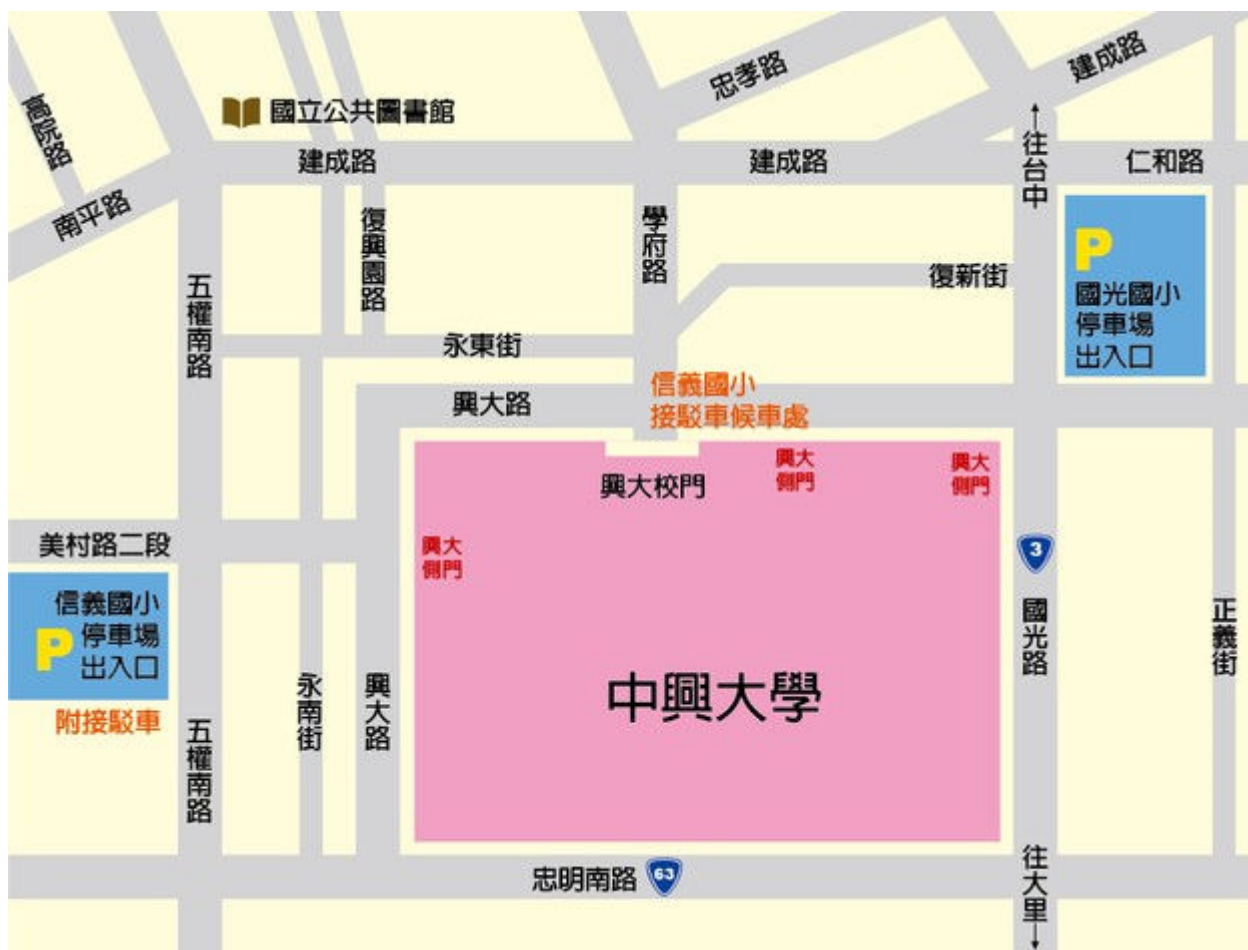 忠孝路
建成路
高院路
國立公共圖書館
建成路
建成路
往台中
仁和路
南平路
復興園路
學府路
五權南路
復新街
P
國光國小
停車場
出入口
永東街
興大路
信義國小
接駁車候車處
興大校門
興大
側門
興大
側門
興大
側門
美村路二段
3
信義國小
P 停車場
出入口
附接駁車
國光路
正義街
永南街
興大路
中興大學
五權南路
忠明南路 63
往大里